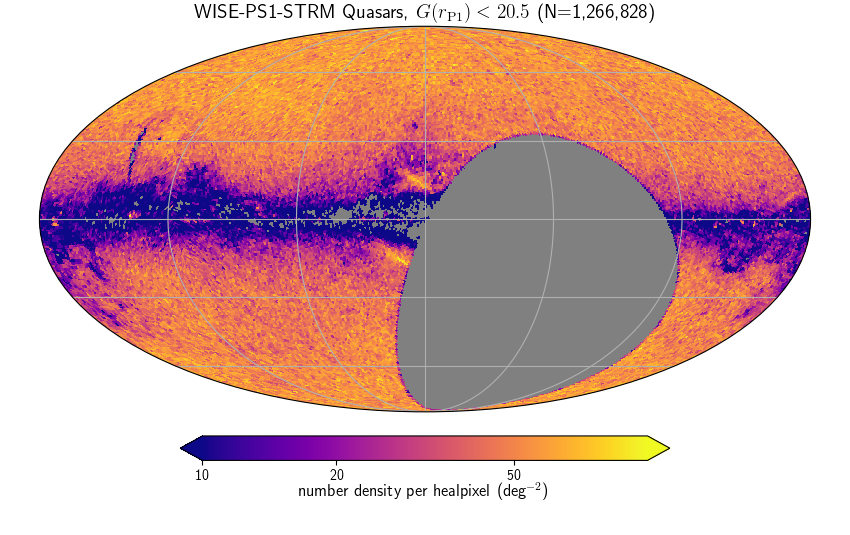 WISE-PS1-STRM Quasars, G(r_P1) < 20.5 (N=1,266,828)
10 20 50
number density per healpixel (deg⁻²)